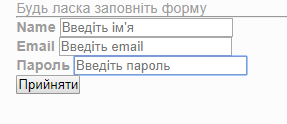 Будь ласка заповніть форму
Name Введіть ім'я
Email Введіть email
Пароль Введіть пароль
Прийняти